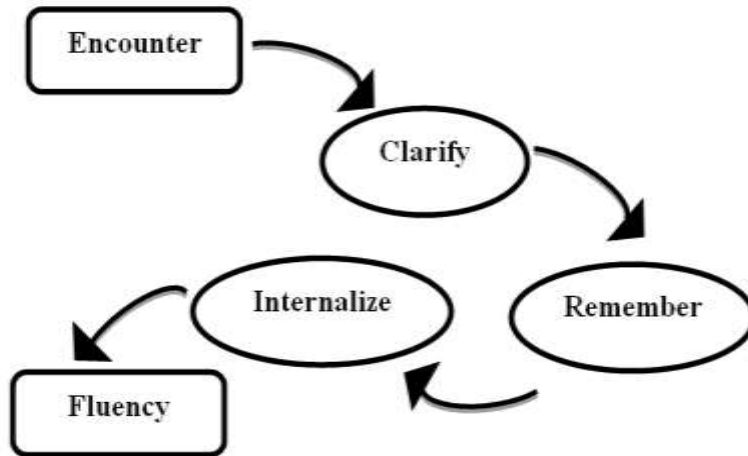 Encounter
Clarify
Remember
Internalize
Fluency